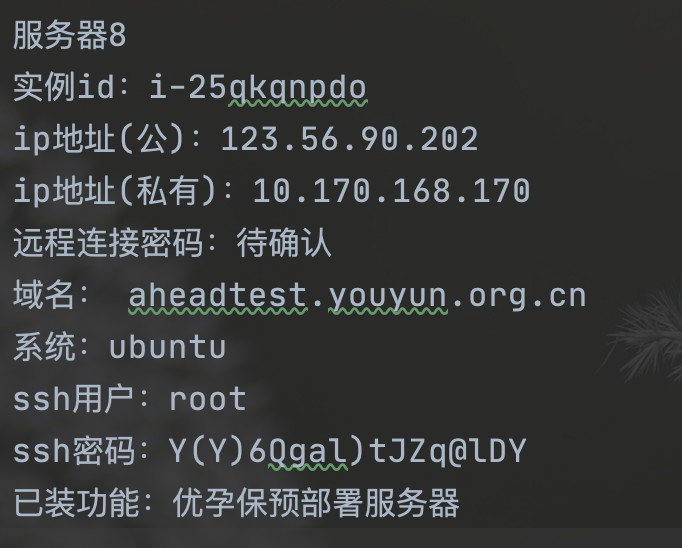 服务器8
实例id：i-25qkqnpdo
ip地址(公)：123.56.90.202
ip地址(私有)：10.170.168.170
远程连接密码：待确认
域名： aheadtest.youyun.org.cn
系统：ubuntu
ssh用户：root
ssh密码：Y(Y)6Qgal)tJZq@lDY
已装功能：优孕保预部署服务器